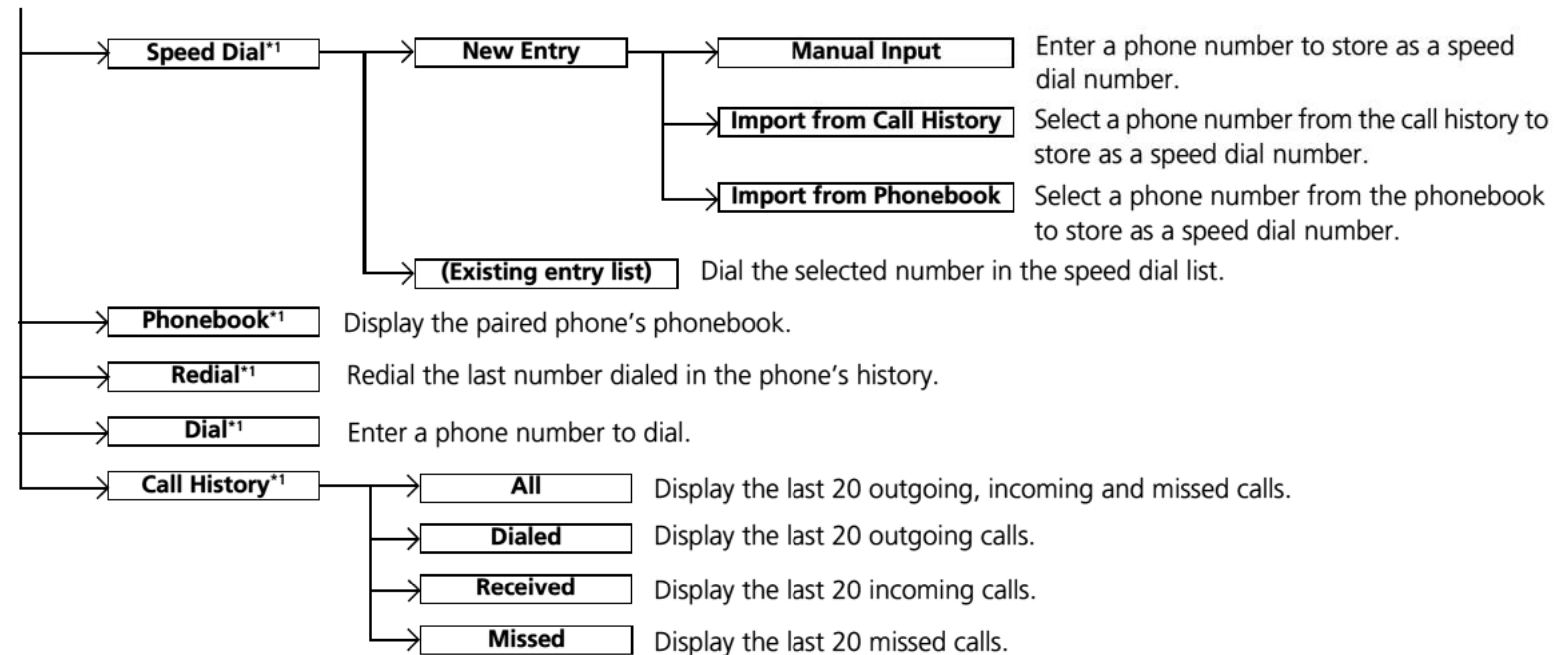 Speed Dial*1
New Entry
Manual Input
Enter a phone number to store as a speed
dial number.
Import from Call History
Select a phone number from the call history to
store as a speed dial number.
Import from Phonebook
Select a phone number from the phonebook
to store as a speed dial number.
(Existing entry list)
Dial the selected number in the speed dial list.
Phonebook*1
Display the paired phone’s phonebook.
Redial*1
Redial the last number dialed in the phone’s history.
Dial*1
Enter a phone number to dial.
Call History*1
All
Display the last 20 outgoing, incoming and missed calls.
Dialed
Display the last 20 outgoing calls.
Received
Display the last 20 incoming calls.
Missed
Display the last 20 missed calls.